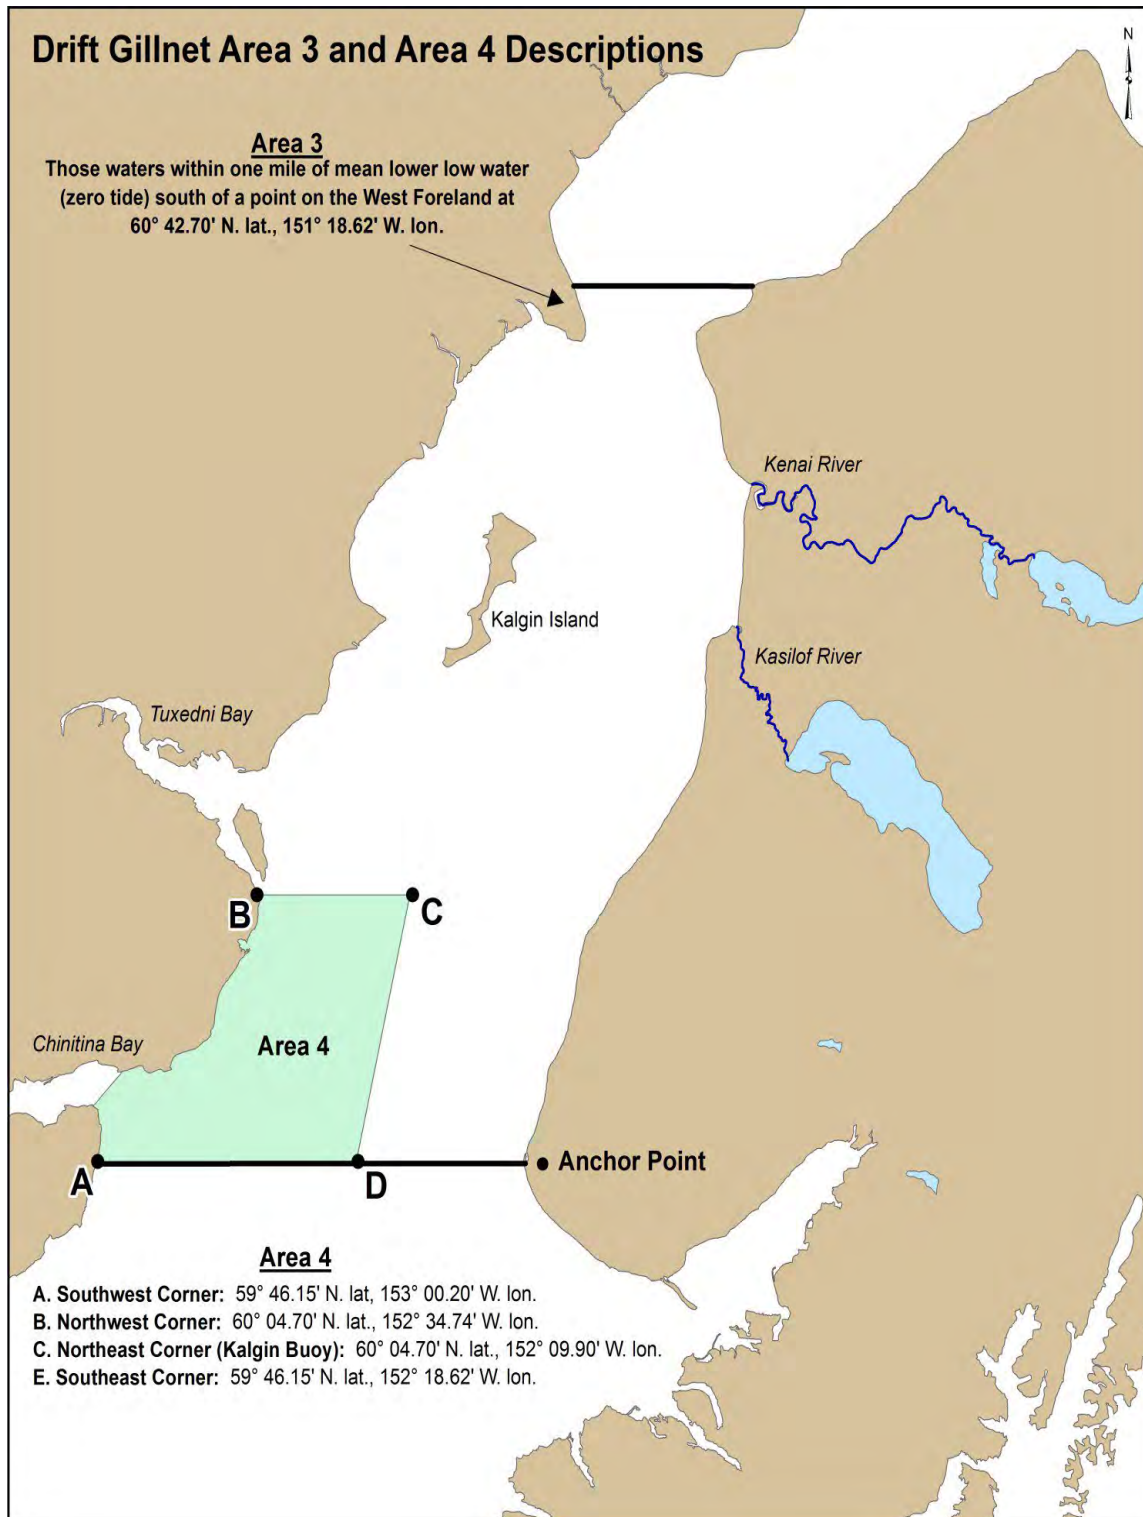 Drift Gillnet Area 3 and Area 4 Descriptions
N
Area 3
Those waters within one mile of mean lower low water
(zero tide) south of a point on the West Foreland at
60° 42.70' N. lat., 151° 18.62' W. lon.
Kenai River
Kalgin Island
Kasilof River
Tuxedni Bay
B
C
Chinitina Bay
Area 4
A
D
Anchor Point
Area 4
A. Southwest Corner: 59° 46.15' N. lat, 153° 00.20' W. lon.
B. Northwest Corner: 60° 04.70' N. lat., 152° 34.74' W. lon.
C. Northeast Corner (Kalgin Buoy): 60° 04.70' N. lat., 152° 09.90' W. lon.
E. Southeast Corner: 59° 46.15' N. lat., 152° 18.62' W. lon.